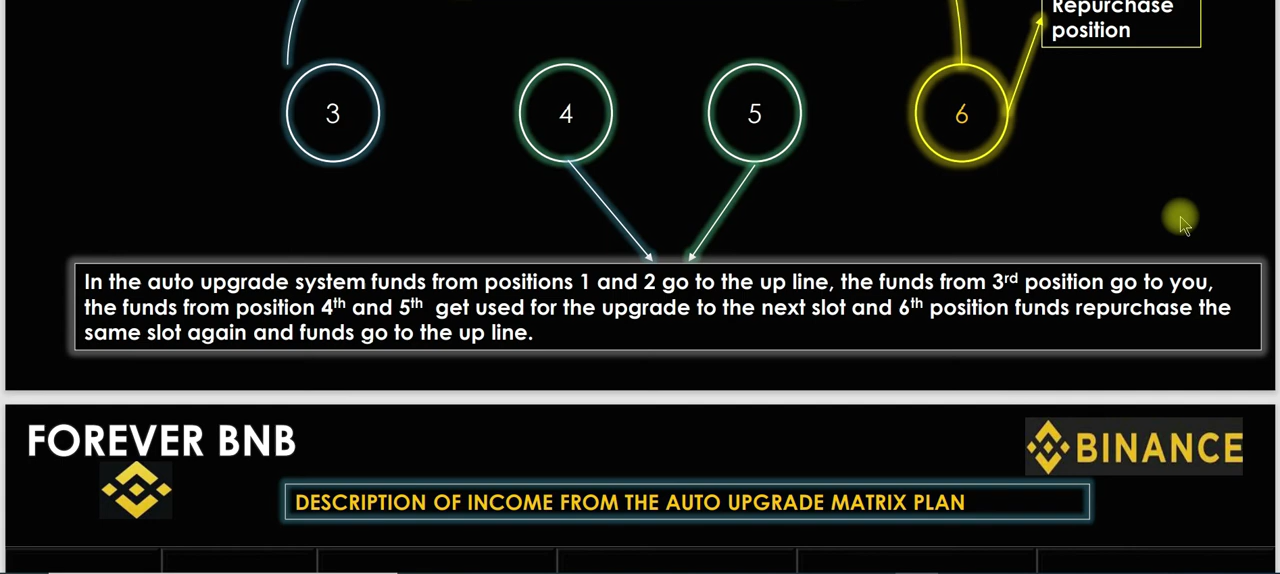 Repurchase
position
3
4
5
6
In the auto upgrade system funds from positions 1 and 2 go to the up line, the funds from 3rd position go to you,
the funds from position 4th and 5th get used for the upgrade to the next slot and 6th position funds repurchase the
same slot again and funds go to the up line.
FOREVER BNB
BINANCE
DESCRIPTION OF INCOME FROM THE AUTO UPGRADE MATRIX PLAN